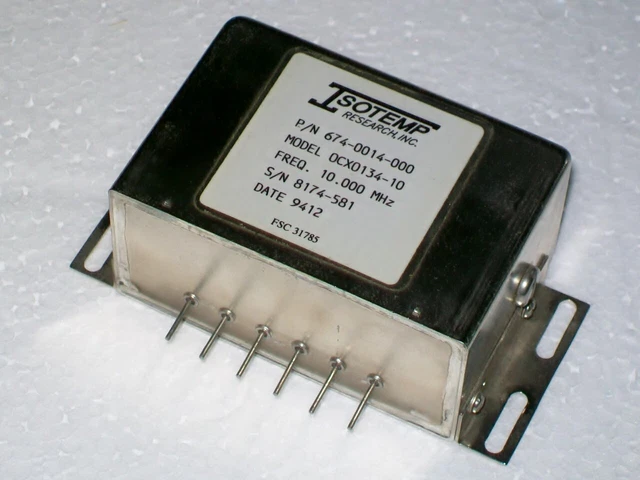 ISOTEMP
RESEARCH, INC.
P/N 674-0014-000
MODEL OCXO134-10
FREQ. 10.000 MHz
S/N 8174-581
DATE 9412
FSC 31785